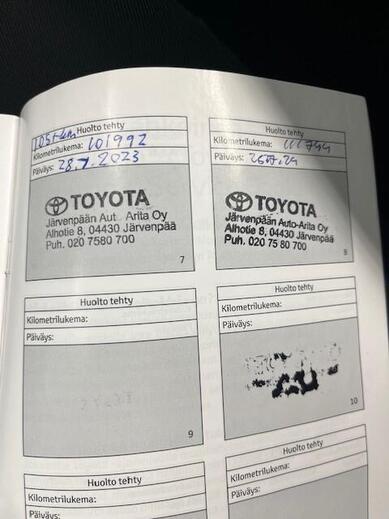 105tkm
Huolto tehty
Kilometrilukema: 101992
Päiväys: 28.7.2023
TOYOTA
Järvenpään Aut Arita Oy
Alhotie 8, 04430 Järvenpää
Puh. 020 7580 700
7
Huolto tehty
Kilometrilukema: 111744
Päiväys:
TOYOTA
Järvenpään Auto-Arita Oy
Alhotie 8, 04430 Järvenpää
Puh. 020 75 80 700
8
Huolto tehty
Kilometrilukema:
Päiväys:
9
Huolto tehty
Kilometrilukema:
Päiväys:
10
Huolto tehty
Kilometrilukema:
Päiväys:
Huolto tehty
Kilometrilukema:
Päiväys: